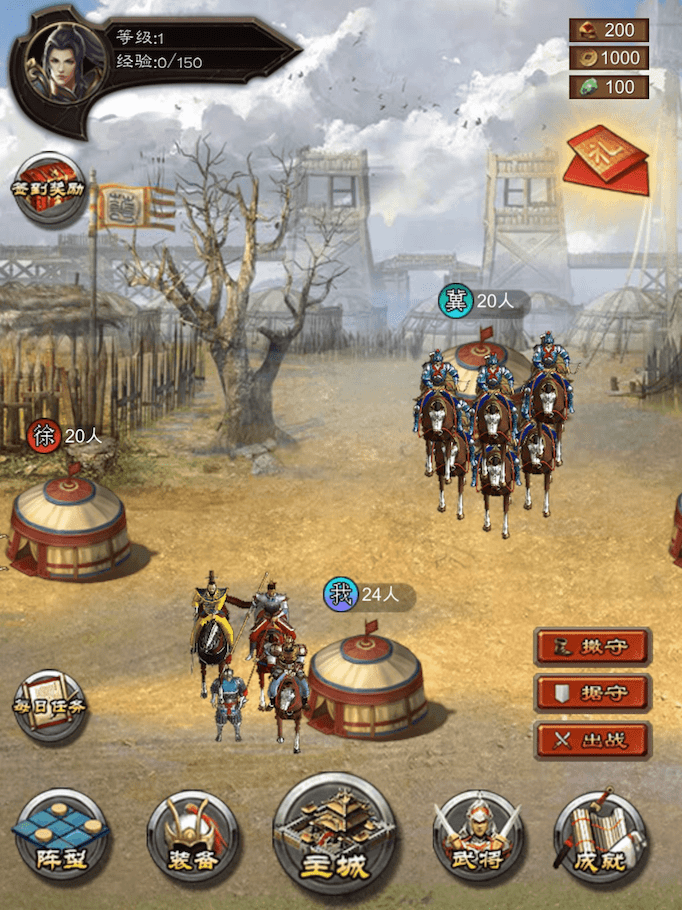 等级:1
经验:0/150
200
1000
100
礼
签到奖励
冀 20人
徐 20人
我 24人
撤守
据守
出战
每日任务
阵型
装备
主城
武将
成就